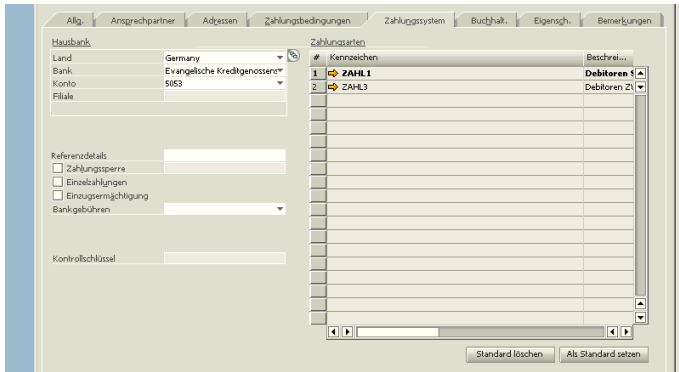 Allg. Ansprechpartner Adressen Zahlungsbedingungen Zahlungssystem Buchhalt. Eigensch. Bemerkungen
Hausbank
Land Germany
Bank Evangelische Kreditgenossens
Konto 5053
Filiale
Referenzdetails
Zahlungssperre
Einzelzahlungen
Einzugsermächtigung
Bankgebühren
Kontrollschlüssel
Zahlungsarten
# Kennzeichen Beschrei...
1 ZAHL1 Debitoren S
2 ZAHL3 Debitoren ZV
Standard löschen Als Standard setzen